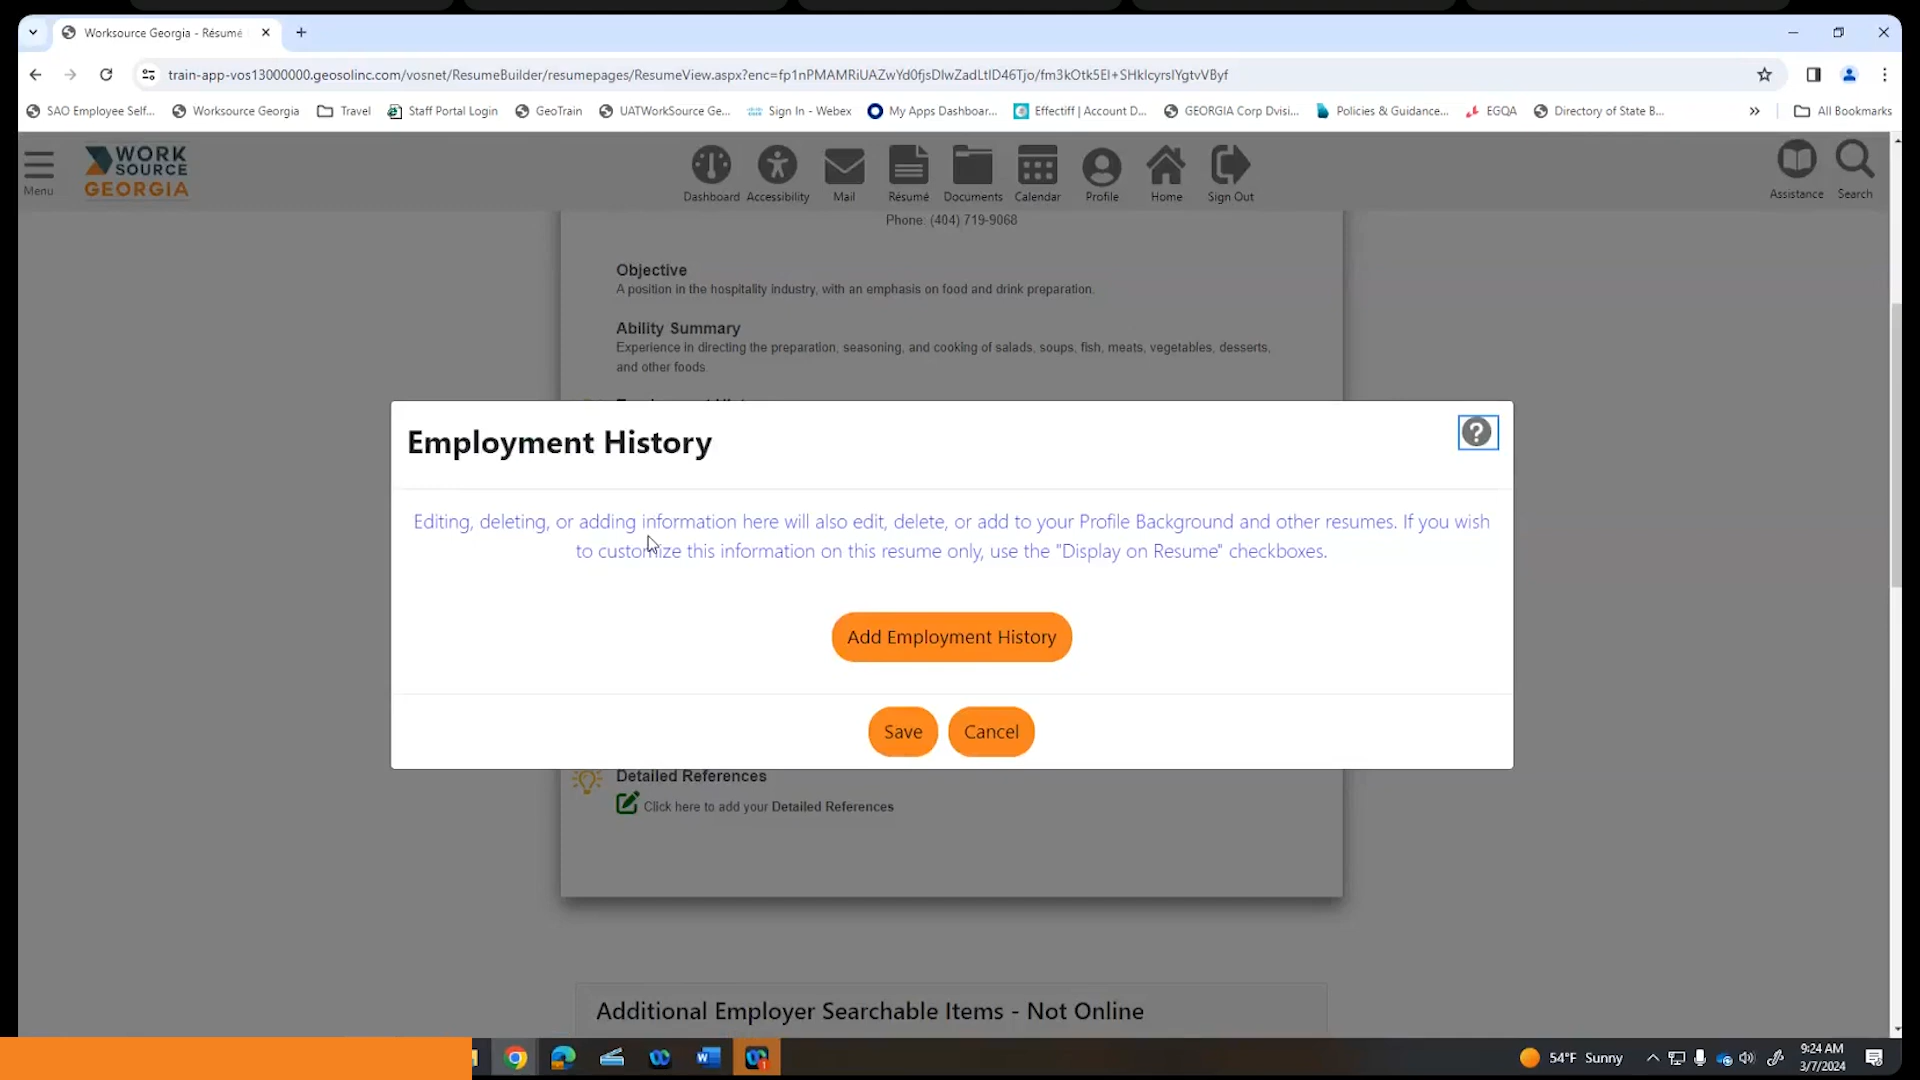 Worksource Georgia - Résumé
train-app-vos13000000.geosolinc.com/vosnet/ResumeBuilder/resumepages/ResumeView.aspx?enc=fp1nPMAMRiUAZwYd0fjsDIwZadLtID46Tjo/fm3kOtk5EI+SHkIcyrsIYgtvVByf
SAO Employee Self... Worksource Georgia Travel Staff Portal Login GeoTrain UATWorkSource Ge... Sign In - Webex My Apps Dashboar... Effectiff | Account D... GEORGIA Corp Dvisi... Policies & Guidance... EGQA Directory of State B... » All Bookmarks
Menu
WORK
SOURCE
GEORGIA
Dashboard Accessibility Mail Résumé Documents Calendar Profile Home Sign Out
Assistance Search
Phone: (404) 719-9068
Objective
A position in the hospitality industry, with an emphasis on food and drink preparation.
Ability Summary
Experience in directing the preparation, seasoning, and cooking of salads, soups, fish, meats, vegetables, desserts,
and other foods.
Employment History
?
Editing, deleting, or adding information here will also edit, delete, or add to your Profile Background and other resumes. If you wish
to customize this information on this resume only, use the "Display on Resume" checkboxes.
Add Employment History
Save Cancel
Detailed References
Click here to add your Detailed References
Additional Employer Searchable Items - Not Online
54°F Sunny
9:24 AM
3/7/2024